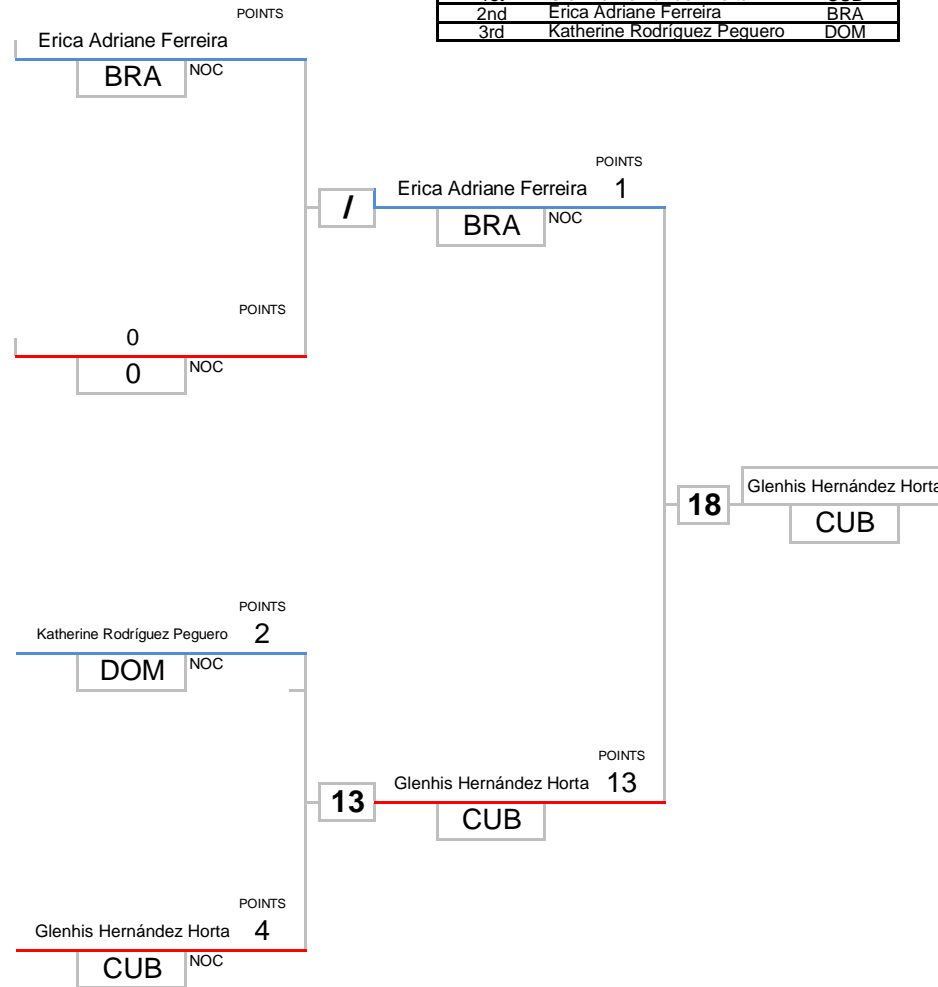 POINTS
2nd Erica Adriane Ferreira BRA
3rd Katherine Rodríguez Peguero DOM
Erica Adriane Ferreira
BRA NOC
POINTS
Erica Adriane Ferreira 1
/
BRA NOC
POINTS
0
0 NOC
Glenhis Hernández Horta
18
CUB
POINTS
Katherine Rodríguez Peguero 2
DOM NOC
POINTS
Glenhis Hernández Horta 13
13
CUB
POINTS
Glenhis Hernández Horta 4
CUB NOC